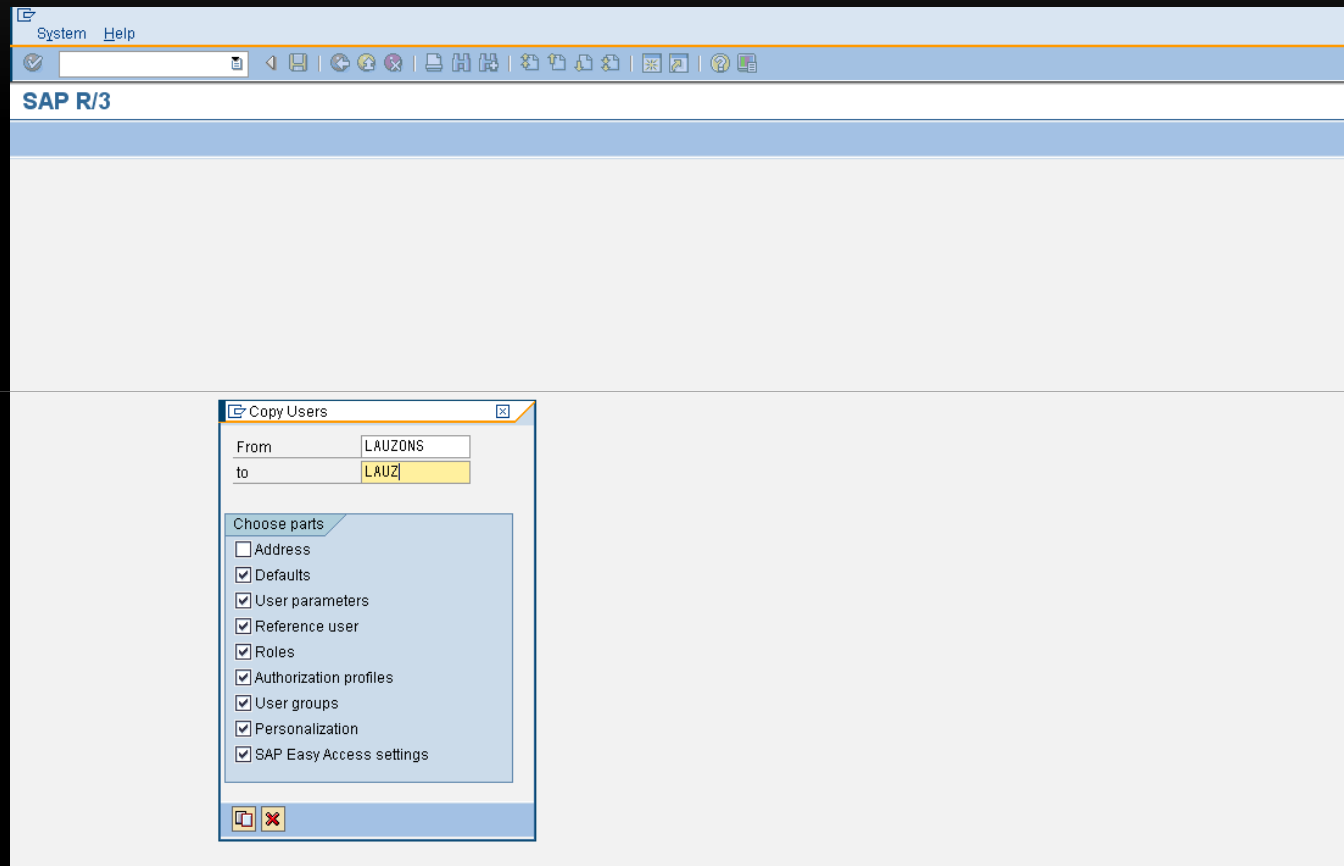 System Help
SAP R/3
Copy Users
From LAUZONS
to LAUZ
Choose parts
Address
Defaults
User parameters
Reference user
Roles
Authorization profiles
User groups
Personalization
SAP Easy Access settings